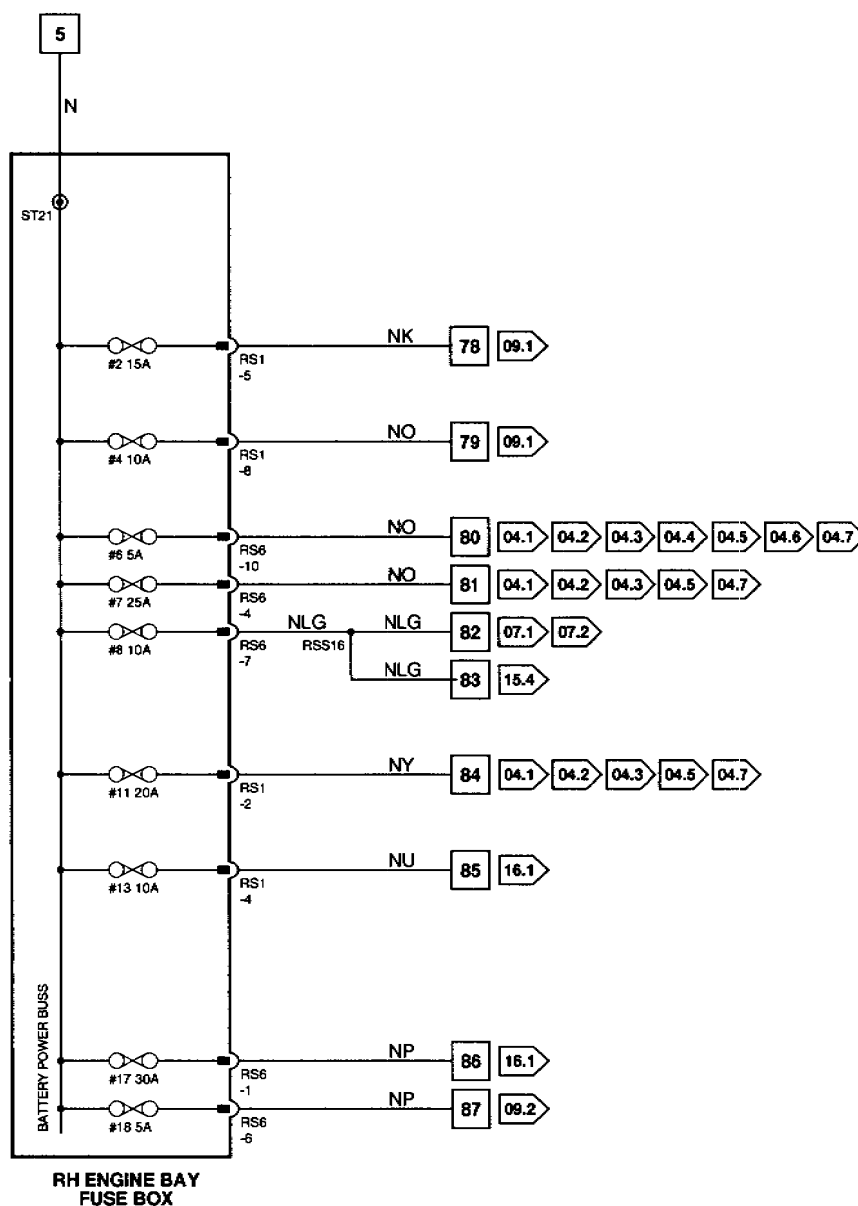 5
N
ST21
NK
78 09.1
#2 15A
RS1
-5
NO
79 09.1
#4 10A
RS1
-8
NO
80 04.1 04.2 04.3 04.4 04.5 04.6 04.7
#6 5A
RS6
-10
NO
81 04.1 04.2 04.3 04.5 04.7
#7 25A
RS6
-4
NLG NLG
82 07.1 07.2
#8 10A
RS6
-7
RSS16
NLG
83 15.4
NY
84 04.1 04.2 04.3 04.5 04.7
#11 20A
RS1
-2
NU
85 16.1
#13 10A
RS1
-4
BATTERY POWER BUSS
NP
86 16.1
#17 30A
RS6
-1
NP
87 09.2
#18 5A
RS6
-6
RH ENGINE BAY
FUSE BOX